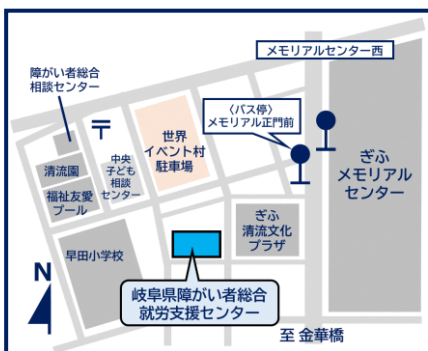 メモリアルセンター西
障がい者総合
相談センター
〒
〈バス停〉
メモリアル正門前
世界
イベント村
駐車場
中央
子ども
相談
センター
清流園
福祉友愛
プール
ぎふ
メモリアル
センター
ぎふ
清流文化
プラザ
早田小学校
N
岐阜県障がい者総合
就労支援センター
至 金華橋